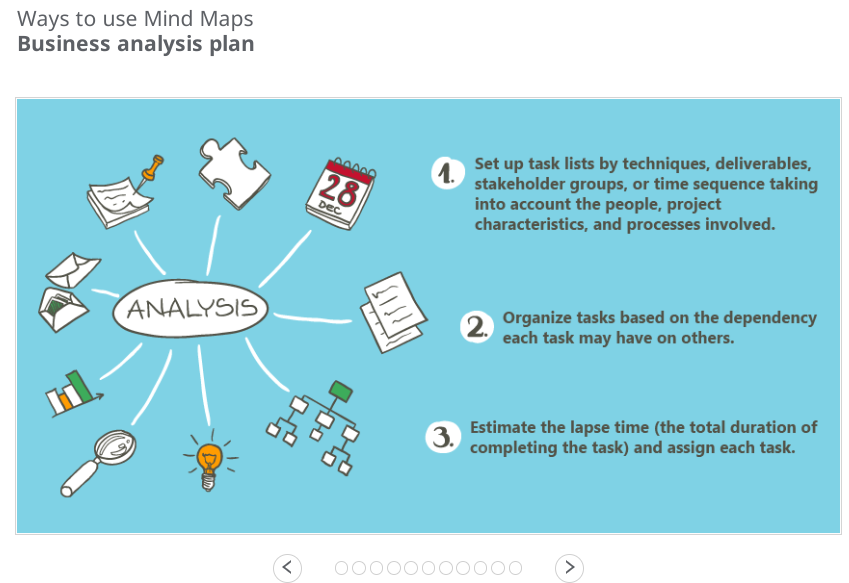 Ways to use Mind Maps
Business analysis plan
28
DEC
ANALYSIS
1.
Set up task lists by techniques, deliverables,
stakeholder groups, or time sequence taking
into account the people, project
characteristics, and processes involved.
2.
Organize tasks based on the dependency
each task may have on others.
3.
Estimate the lapse time (the total duration of
completing the task) and assign each task.